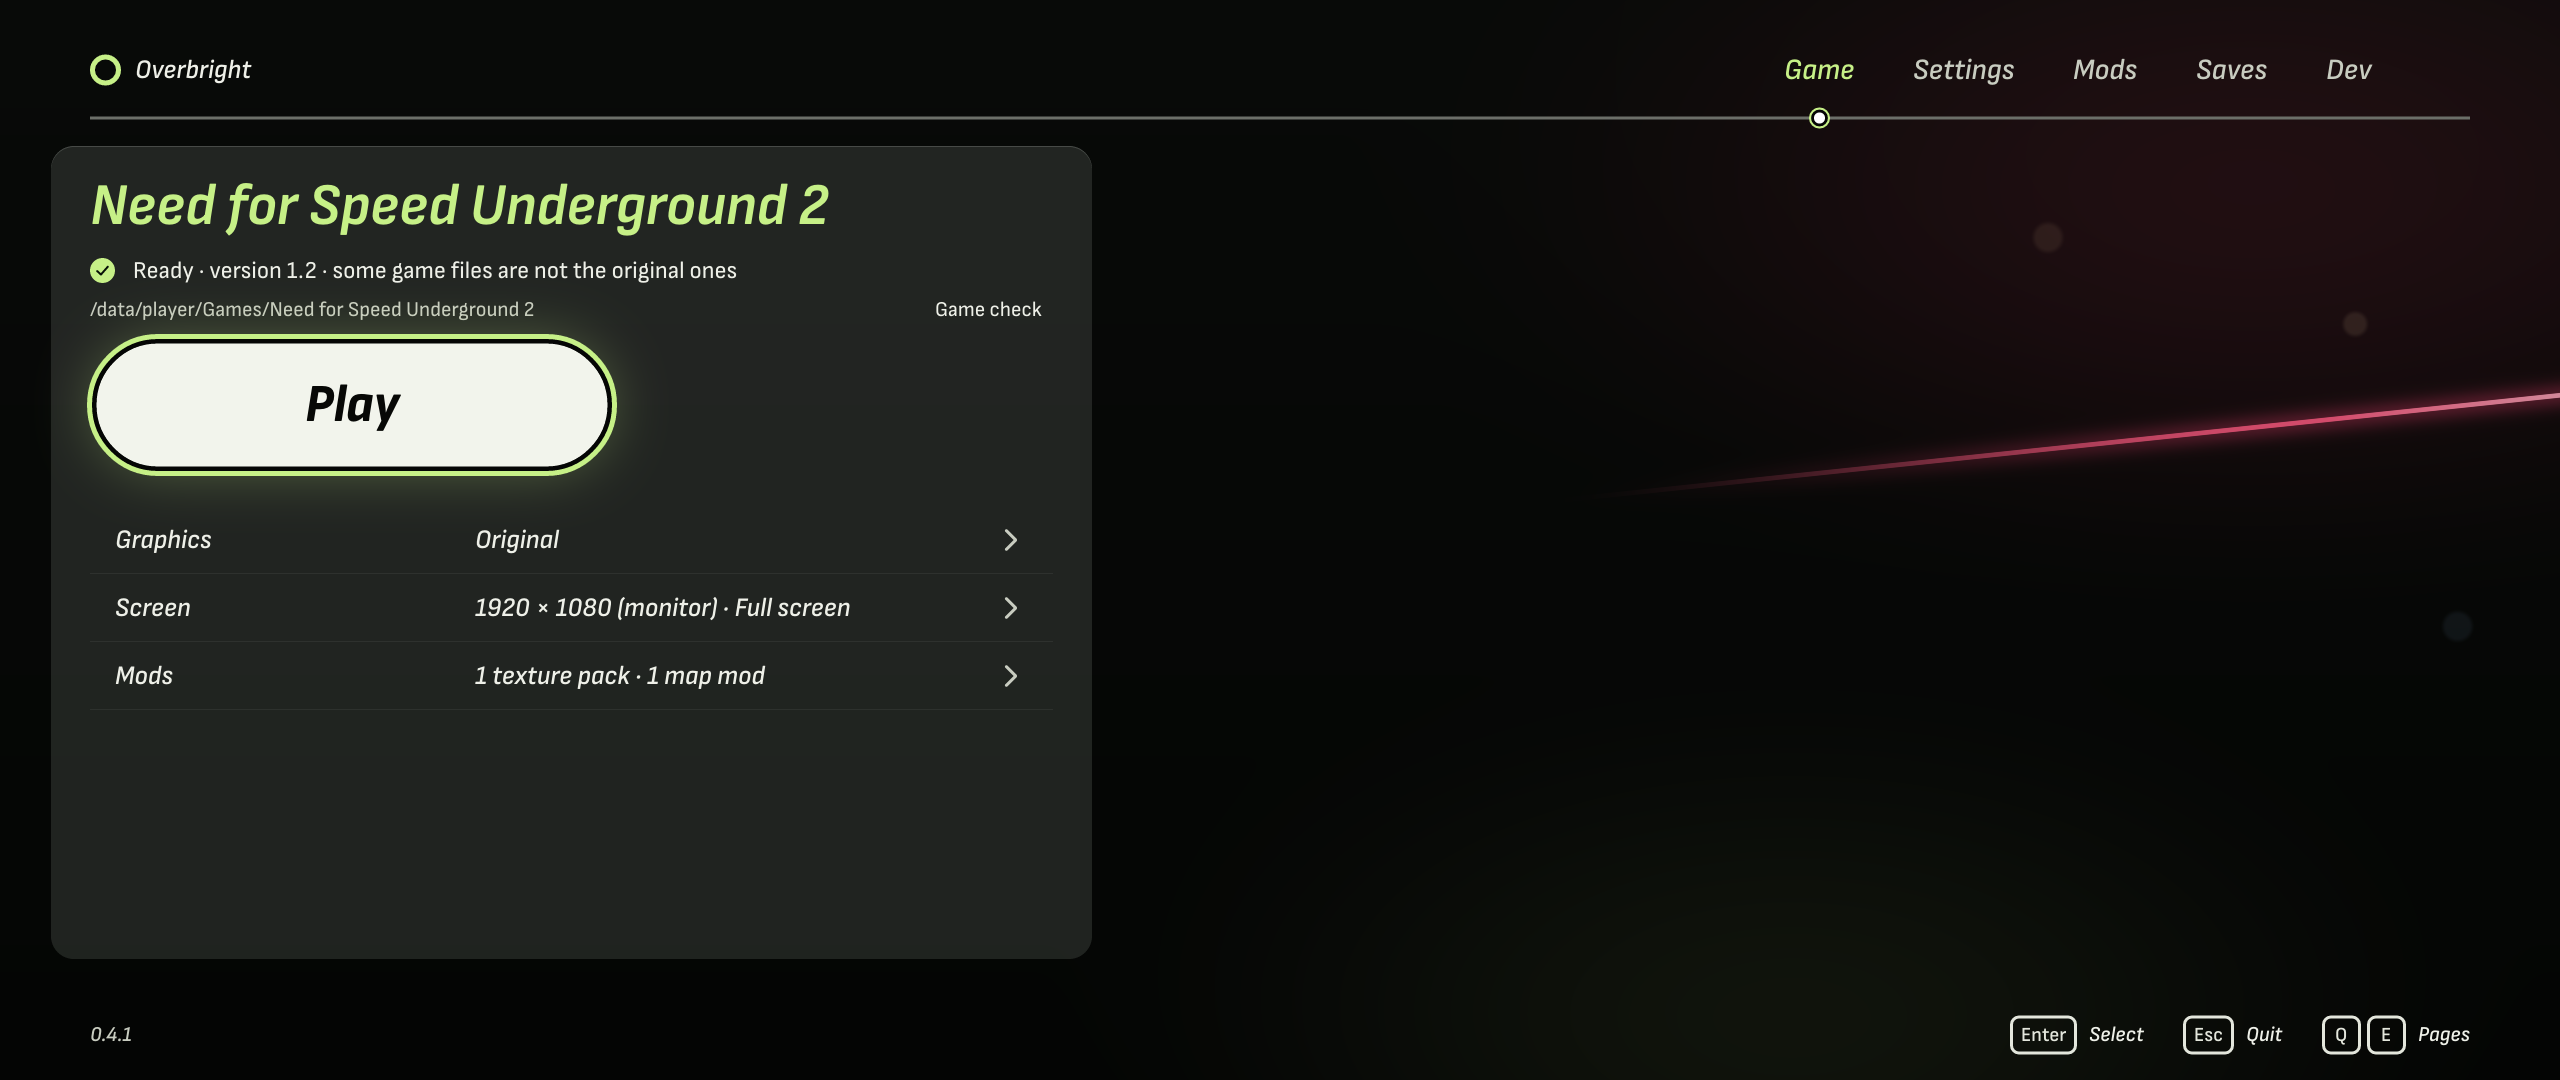 Overbright
Game Settings Mods Saves Dev
Need for Speed Underground 2
Ready · version 1.2 · some game files are not the original ones
/data/player/Games/Need for Speed Underground 2 Game check
Play
Graphics Original
Screen 1920 × 1080 (monitor) · Full screen
Mods 1 texture pack · 1 map mod
0.4.1
Enter Select Esc Quit Q E Pages